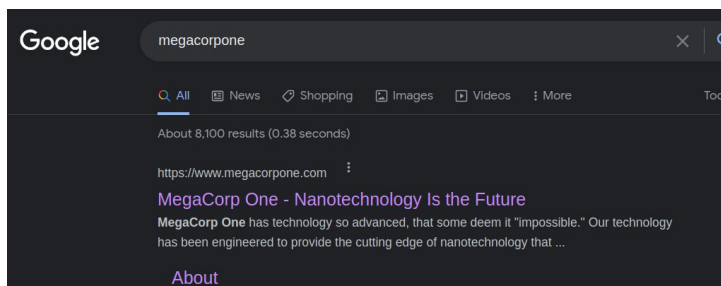 Google
megacorpone
All News Shopping Images Videos More
About 8,100 results (0.38 seconds)
https://www.megacorpone.com
MegaCorp One - Nanotechnology Is the Future
MegaCorp One has technology so advanced, that some deem it "impossible." Our technology
has been engineered to provide the cutting edge of nanotechnology that ...
About